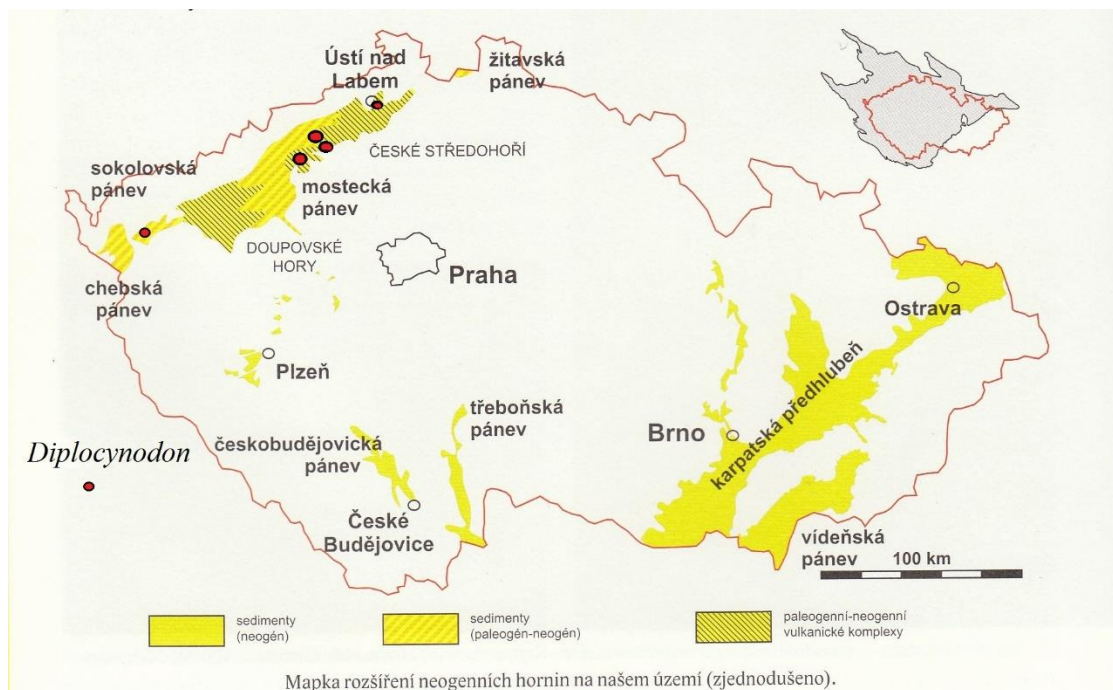 Ústí nad
Labem
žitavská
pánev
ČESKÉ STŘEDOHOŘÍ
sokolovská
pánev
mostecká
pánev
DOUPOVSKÉ
HORY
Praha
chebská
pánev
Ostrava
Plzeň
třeboňská
pánev
karpatská předhlubeň
Brno
českobudějovická
pánev
Diplocynodon
České
Budějovice
vídeňská
pánev
100 km
sedimenty
(neogén)
sedimenty
(paleogén-neogén)
paleogenní-neogenní
vulkanické komplexy
Mapka rozšíření neogenních hornin na našem území (zjednodušeno).